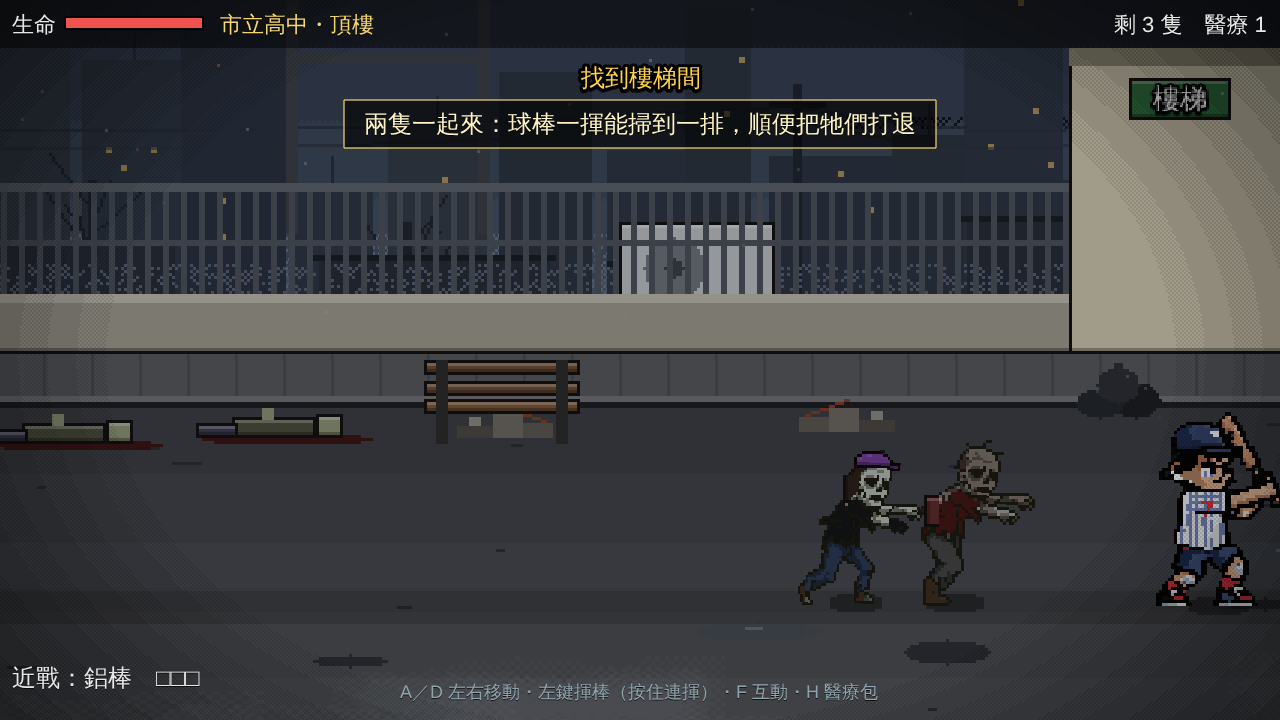 生命
市立高中・頂樓
剩 3 隻　醫療 1
找到樓梯間
兩隻一起來：球棒一揮能掃到一排，順便把牠們打退
樓梯
近戰：鋁棒　□□□
A／D 左右移動・左鍵揮棒（按住連揮）・F 互動・H 醫療包